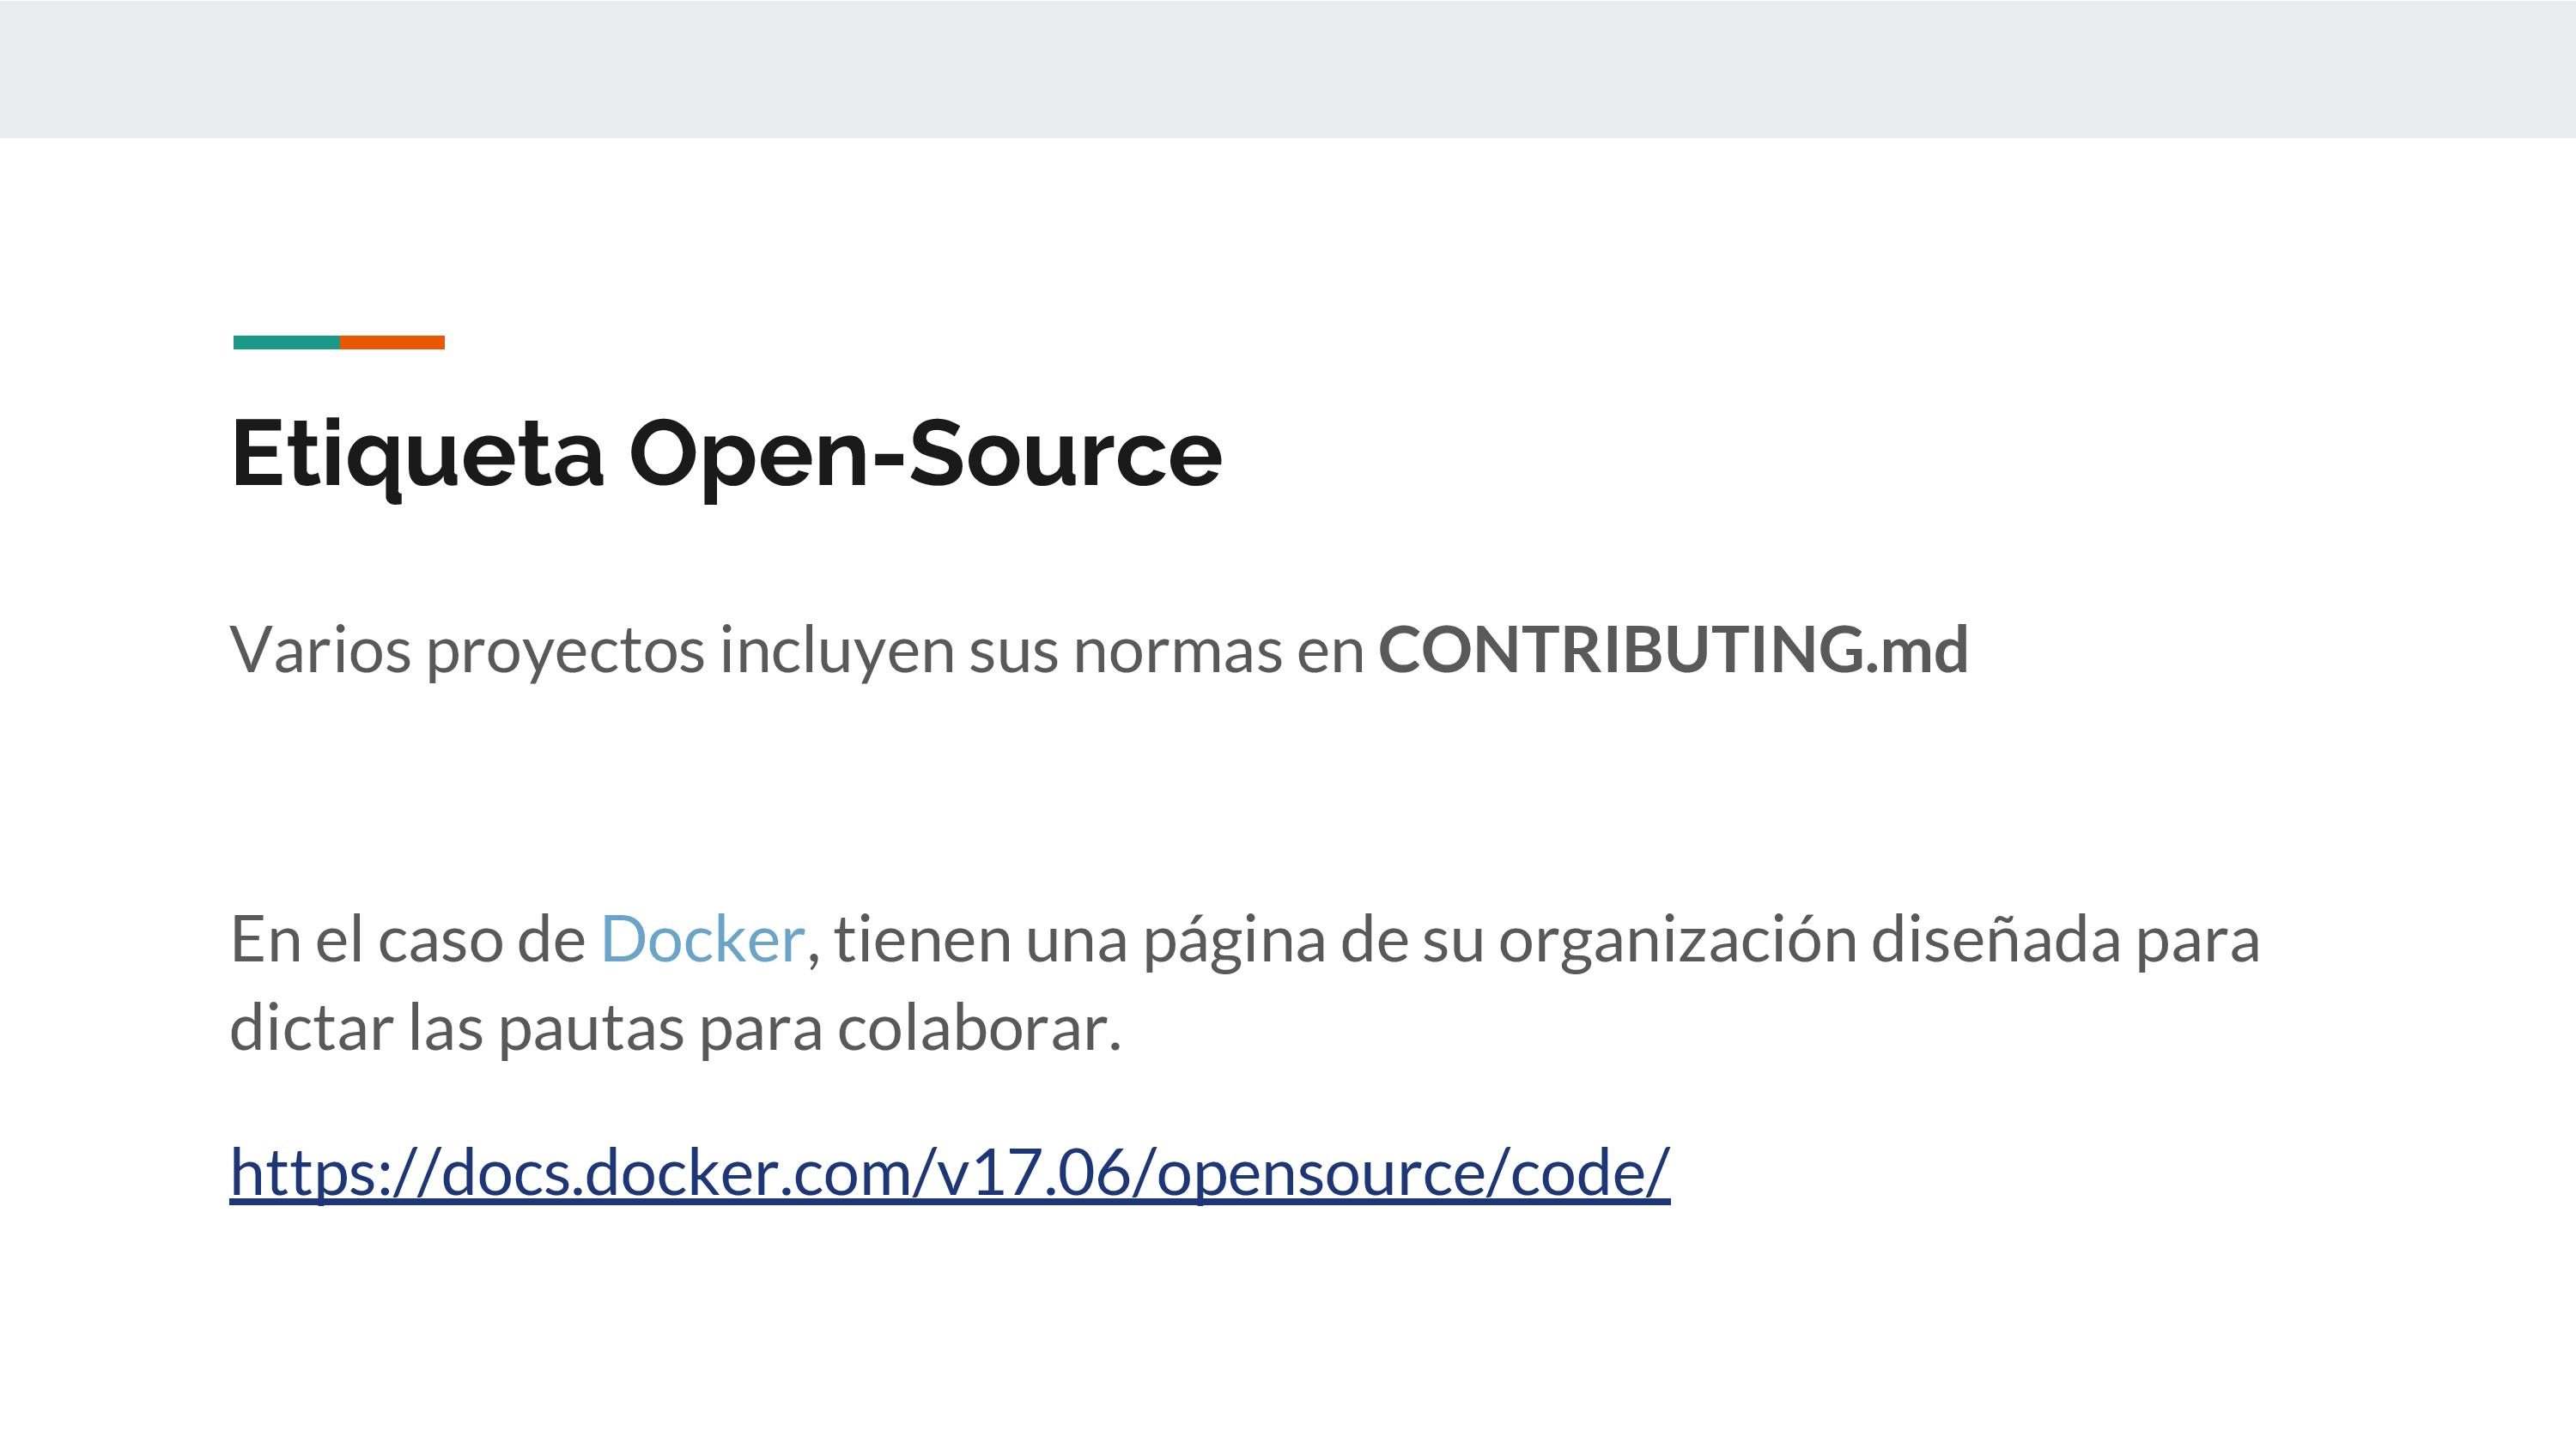 Etiqueta Open-Source
Varios proyectos incluyen sus normas en CONTRIBUTING.md
En el caso de Docker, tienen una página de su organización diseñada para
dictar las pautas para colaborar.
https://docs.docker.com/v17.06/opensource/code/